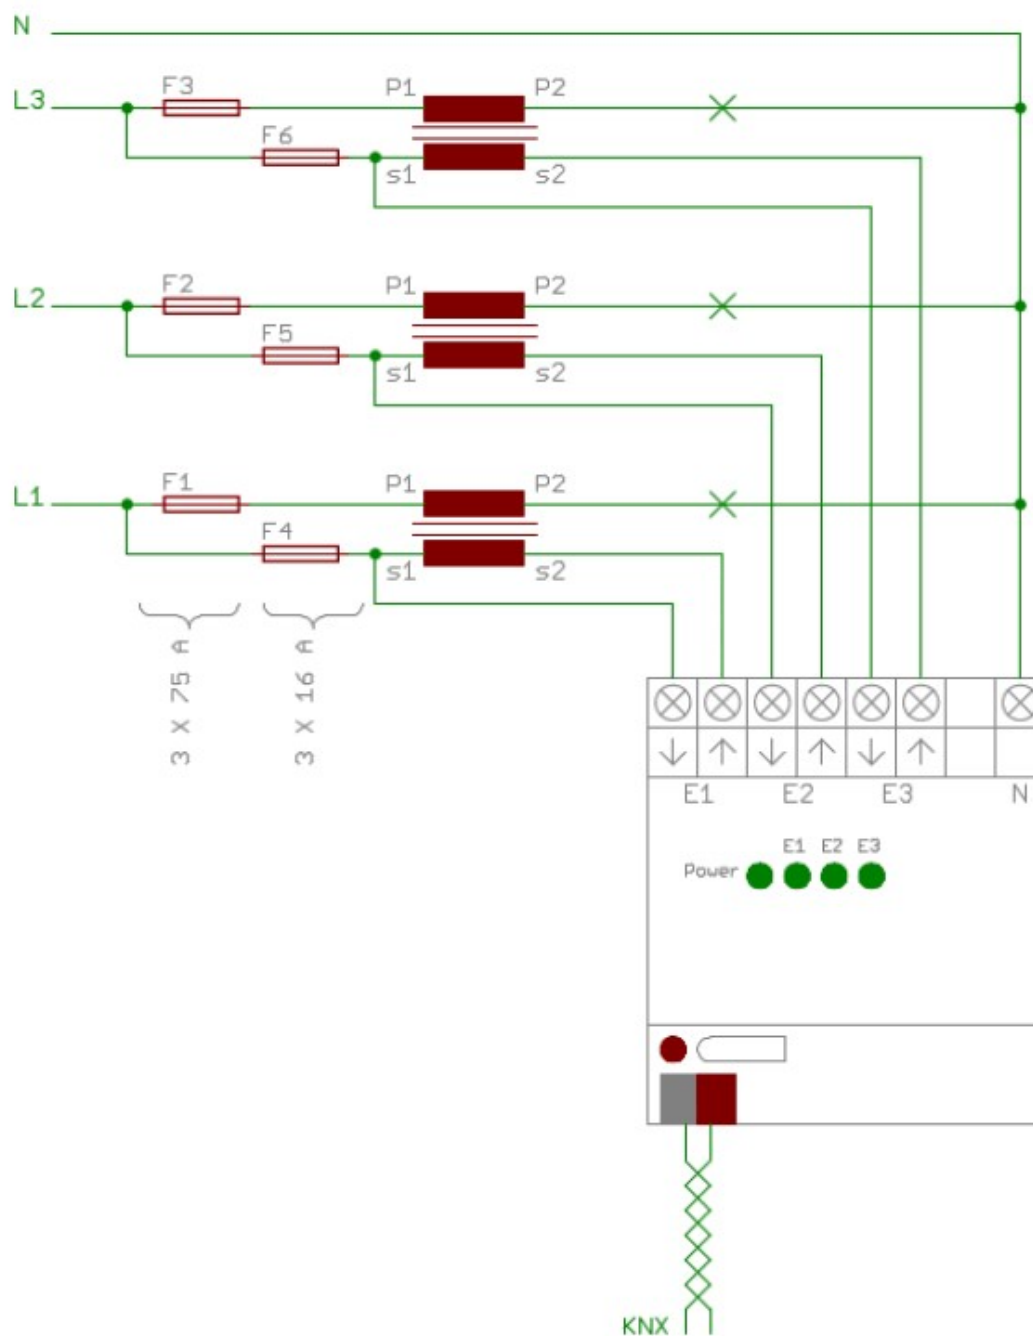 N
F3 P1 P2
L3
F6
s1 s2
F2 P1 P2
L2
F5
s1 s2
F1 P1 P2
L1
F4
s1 s2
3 X 75 A
3 X 16 A
E1 E2 E3 N
E1 E2 E3
Power
KNX